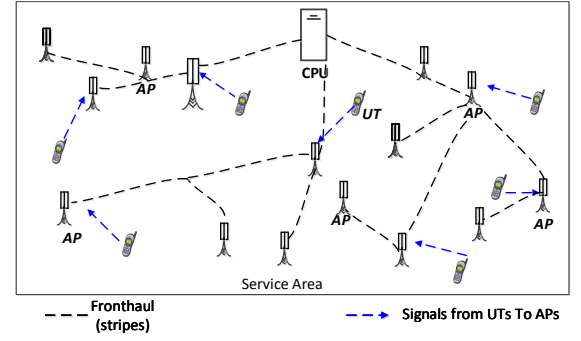 CPU
AP
UT
AP
AP
AP
AP
Service Area
Fronthaul
(stripes)
Signals from UTs To APs